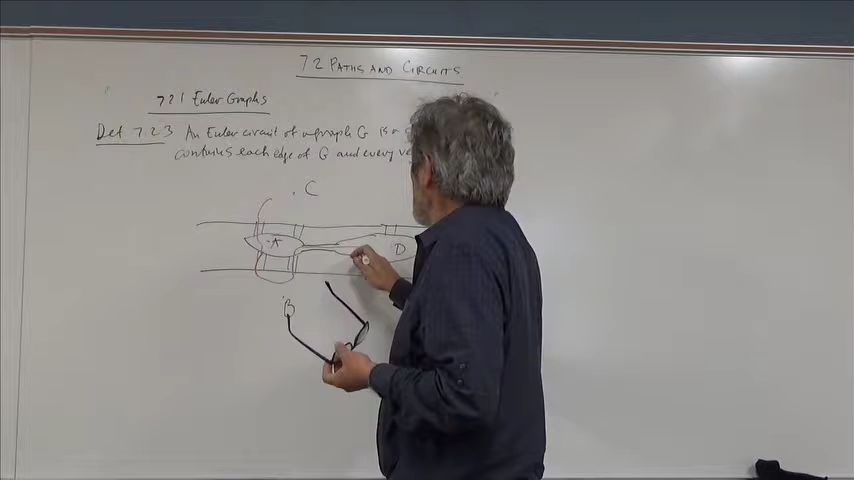 7.2 PATHS AND CIRCUITS
7.2.1 Euler Graphs
Def 7.2.3 An Euler circuit of a graph G is a
contains each edge of G and every
C
A
D
B